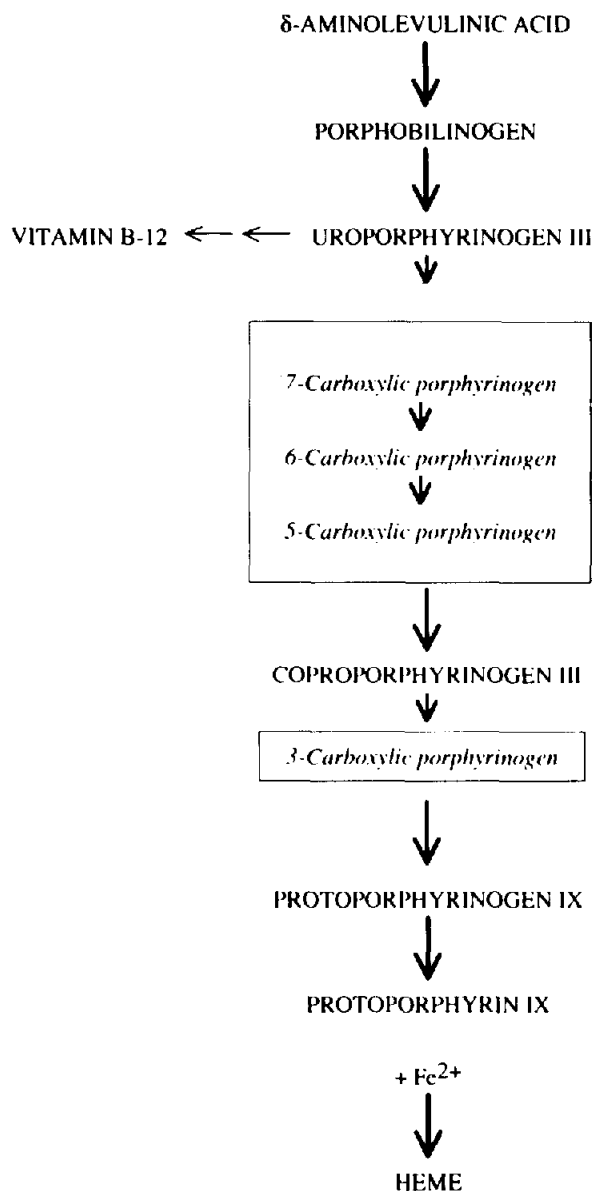 δ-AMINOLEVULINIC ACID
PORPHOBILINOGEN
VITAMIN B-12 ← ← UROPORPHYRINOGEN III
7-Carboxylic porphyrinogen
6-Carboxylic porphyrinogen
5-Carboxylic porphyrinogen
COPROPORPHYRINOGEN III
3-Carboxylic porphyrinogen
PROTOPORPHYRINOGEN IX
PROTOPORPHYRIN IX
+ Fe2+
HEME